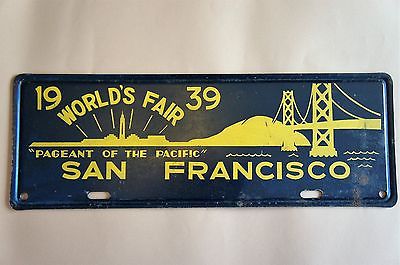 19 WORLD'S FAIR 39
"PAGEANT OF THE PACIFIC"
SAN FRANCISCO